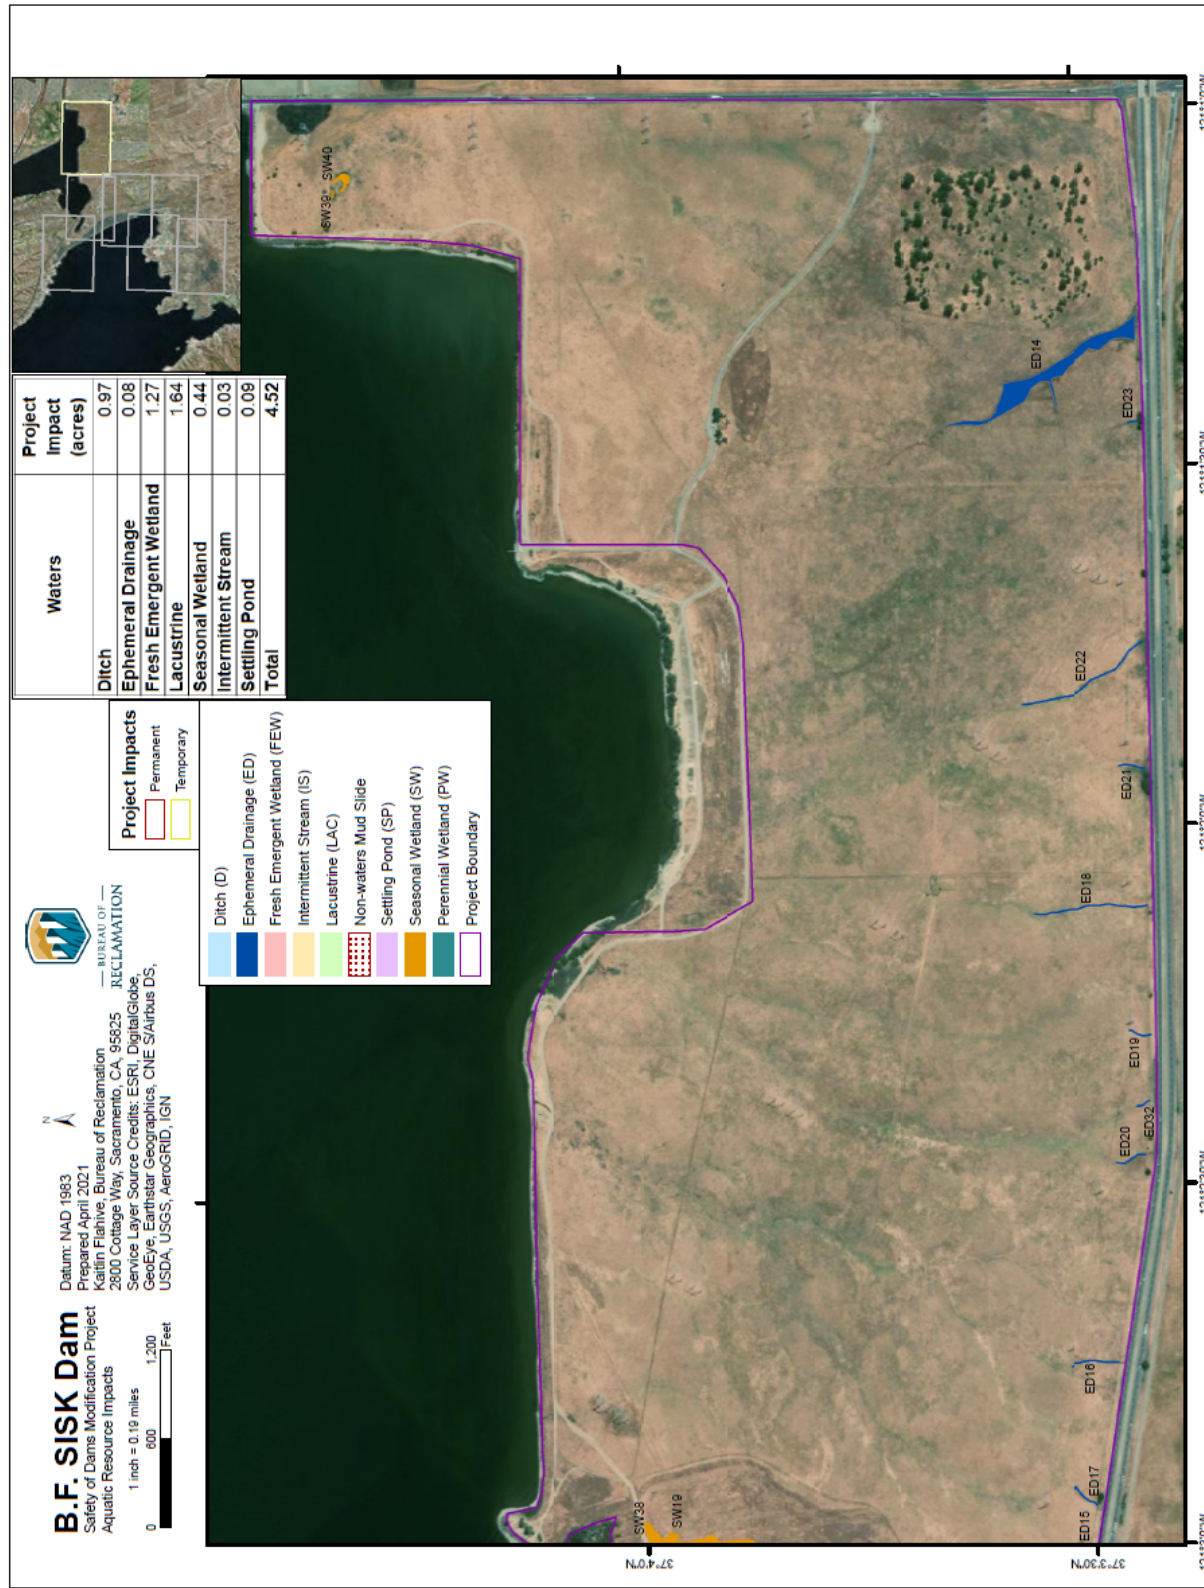 B.F. SISK Dam
Safety of Dams Modification Project
Aquatic Resource Impacts
1 inch = 0.19 miles
0 600 1,200
Feet
Datum: NAD 1983
Prepared April 2021
Kaitlin Flahive, Bureau of Reclamation
2800 Cottage Way, Sacramento, CA, 95825
Service Layer Source Credits: ESRI, DigitalGlobe,
GeoEye, Earthstar Geographics, CNE S/Airbus DS,
USDA, USGS, AeroGRID, IGN
N
— BUREAU OF —
RECLAMATION
Project Impacts
Permanent
Temporary
Ditch (D)
Ephemeral Drainage (ED)
Fresh Emergent Wetland (FEW)
Intermittent Stream (IS)
Lacustrine (LAC)
Non-waters Mud Slide
Settling Pond (SP)
Seasonal Wetland (SW)
Perennial Wetland (PW)
Project Boundary
Waters Project Impact (acres)
Ditch 0.97
Ephemeral Drainage 0.08
Fresh Emergent Wetland 1.27
Lacustrine 1.64
Seasonal Wetland 0.44
Intermittent Stream 0.03
Settling Pond 0.09
Total 4.52
SW39
SW40
SW38
SW19
ED14
ED23
ED22
ED21
ED18
ED19
ED32
ED20
ED16
ED17
ED15
37°4'0"N
37°3'30"N